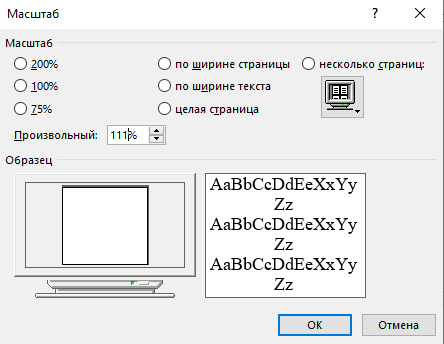 Масштаб ?
Масштаб
200% по ширине страницы несколько страниц:
100% по ширине текста
75% целая страница
Произвольный: 111%
Образец
AaBbCcDdEeXxYy
Zz
AaBbCcDdEeXxYy
Zz
AaBbCcDdEeXxYy
Zz
ОК Отмена